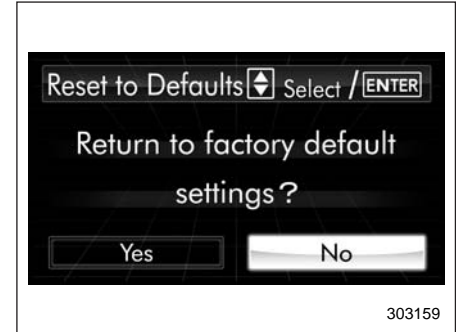 Reset to Defaults Select / ENTER
Return to factory default
settings?
Yes No
303159